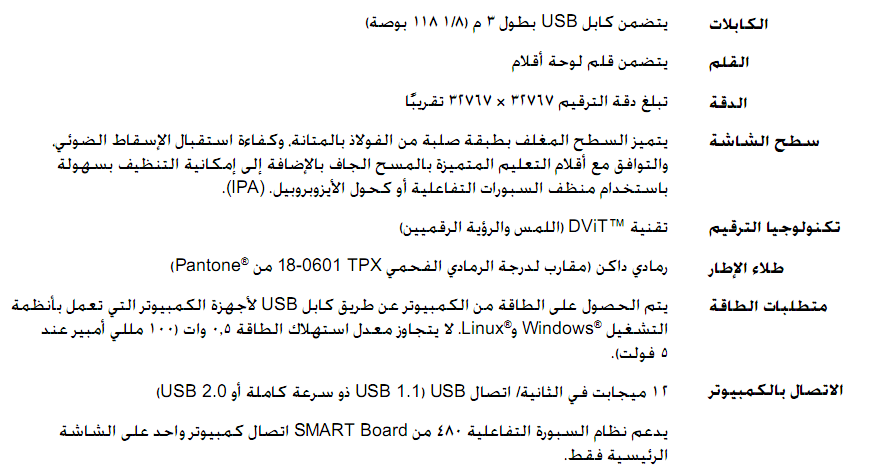 الكابلات يتضمن كابل USB بطول ٣ م (١/٨ ١١٨ بوصة)
القلم يتضمن قلم لوحة أقلام
الدقة تبلغ دقة الترقيم ٣٢٧٦٧ × ٣٢٧٦٧ تقريبًا
سطح الشاشة يتميز السطح المغلف بطبقة صلبة من الفولاذ بالمتانة، وكفاءة استقبال الإسقاط الضوئي،
والتوافق مع أقلام التعليم المتميزة بالمسح الجاف بالإضافة إلى إمكانية التنظيف بسهولة
باستخدام منظف السبورات التفاعلية أو كحول الأيزوبروبيل. (IPA).
تكنولوجيا الترقيم تقنية DViT™ (اللمس والرؤية الرقميين)
طلاء الإطار رمادي داكن (مقارب لدرجة الرمادي الفحمي 18-0601 TPX من Pantone®)
متطلبات الطاقة يتم الحصول على الطاقة من الكمبيوتر عن طريق كابل USB لأجهزة الكمبيوتر التي تعمل بأنظمة
التشغيل Windows® وLinux®. لا يتجاوز معدل استهلاك الطاقة ٠,٥ وات (١٠٠ مللي أمبير عند
٥ فولت).
الاتصال بالكمبيوتر ١٢ ميجابت في الثانية/ اتصال USB (USB 1.1 ذو سرعة كاملة أو USB 2.0)
يدعم نظام السبورة التفاعلية ٤٨٠ من SMART Board اتصال كمبيوتر واحد على الشاشة
الرئيسية فقط.